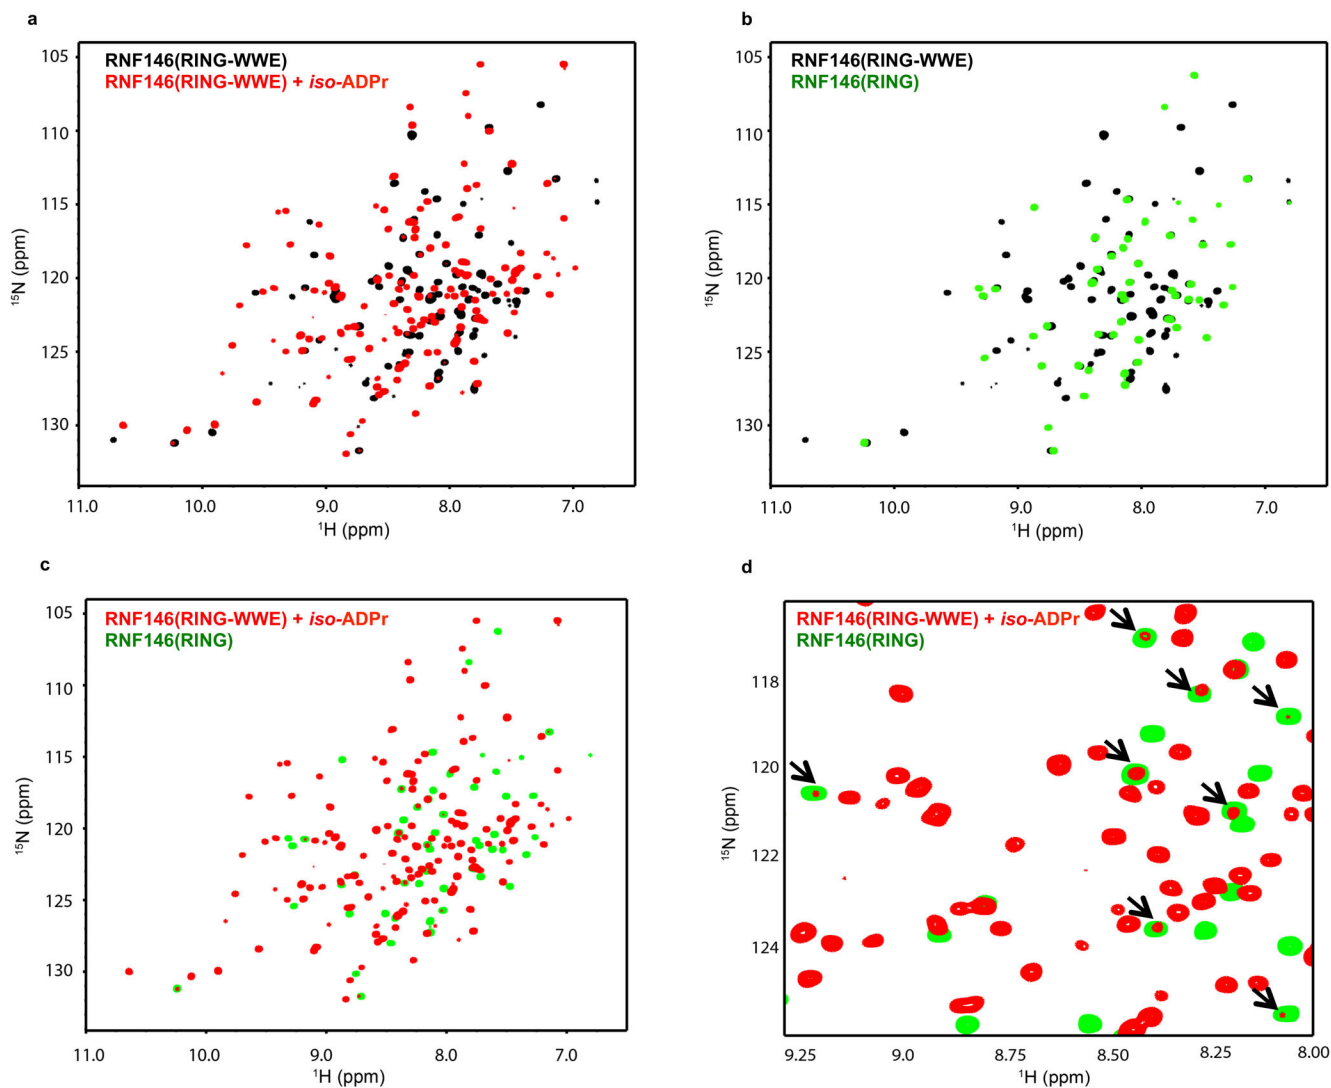 a
RNF146(RING-WWE)
RNF146(RING-WWE) + iso-ADPr
105
110
115
120
125
130
¹⁵N (ppm)
11.0 10.0 9.0 8.0 7.0
¹H (ppm)
b
RNF146(RING-WWE)
RNF146(RING)
105
110
115
120
125
130
¹⁵N (ppm)
11.0 10.0 9.0 8.0 7.0
¹H (ppm)
c
RNF146(RING-WWE) + iso-ADPr
RNF146(RING)
105
110
115
120
125
130
¹⁵N (ppm)
11.0 10.0 9.0 8.0 7.0
¹H (ppm)
d
RNF146(RING-WWE) + iso-ADPr
RNF146(RING)
118
120
122
124
¹⁵N (ppm)
9.25 9.0 8.75 8.50 8.25 8.00
¹H (ppm)